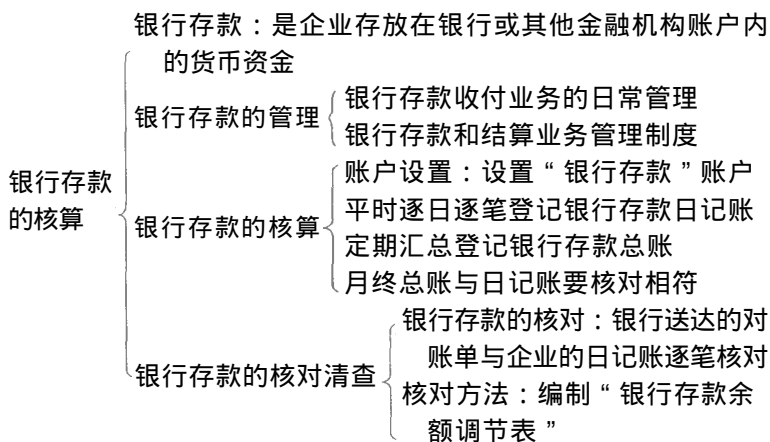 银行存款：是企业存放在银行或其他金融机构账户内
的货币资金
银行存款的管理
银行存款收付业务的日常管理
银行存款和结算业务管理制度
银行存款
的核算
银行存款的核算
账户设置：设置“银行存款”账户
平时逐日逐笔登记银行存款日记账
定期汇总登记银行存款总账
月终总账与日记账要核对相符
银行存款的核对清查
银行存款的核对：银行送达的对
账单与企业的日记账逐笔核对
核对方法：编制“银行存款余
额调节表”